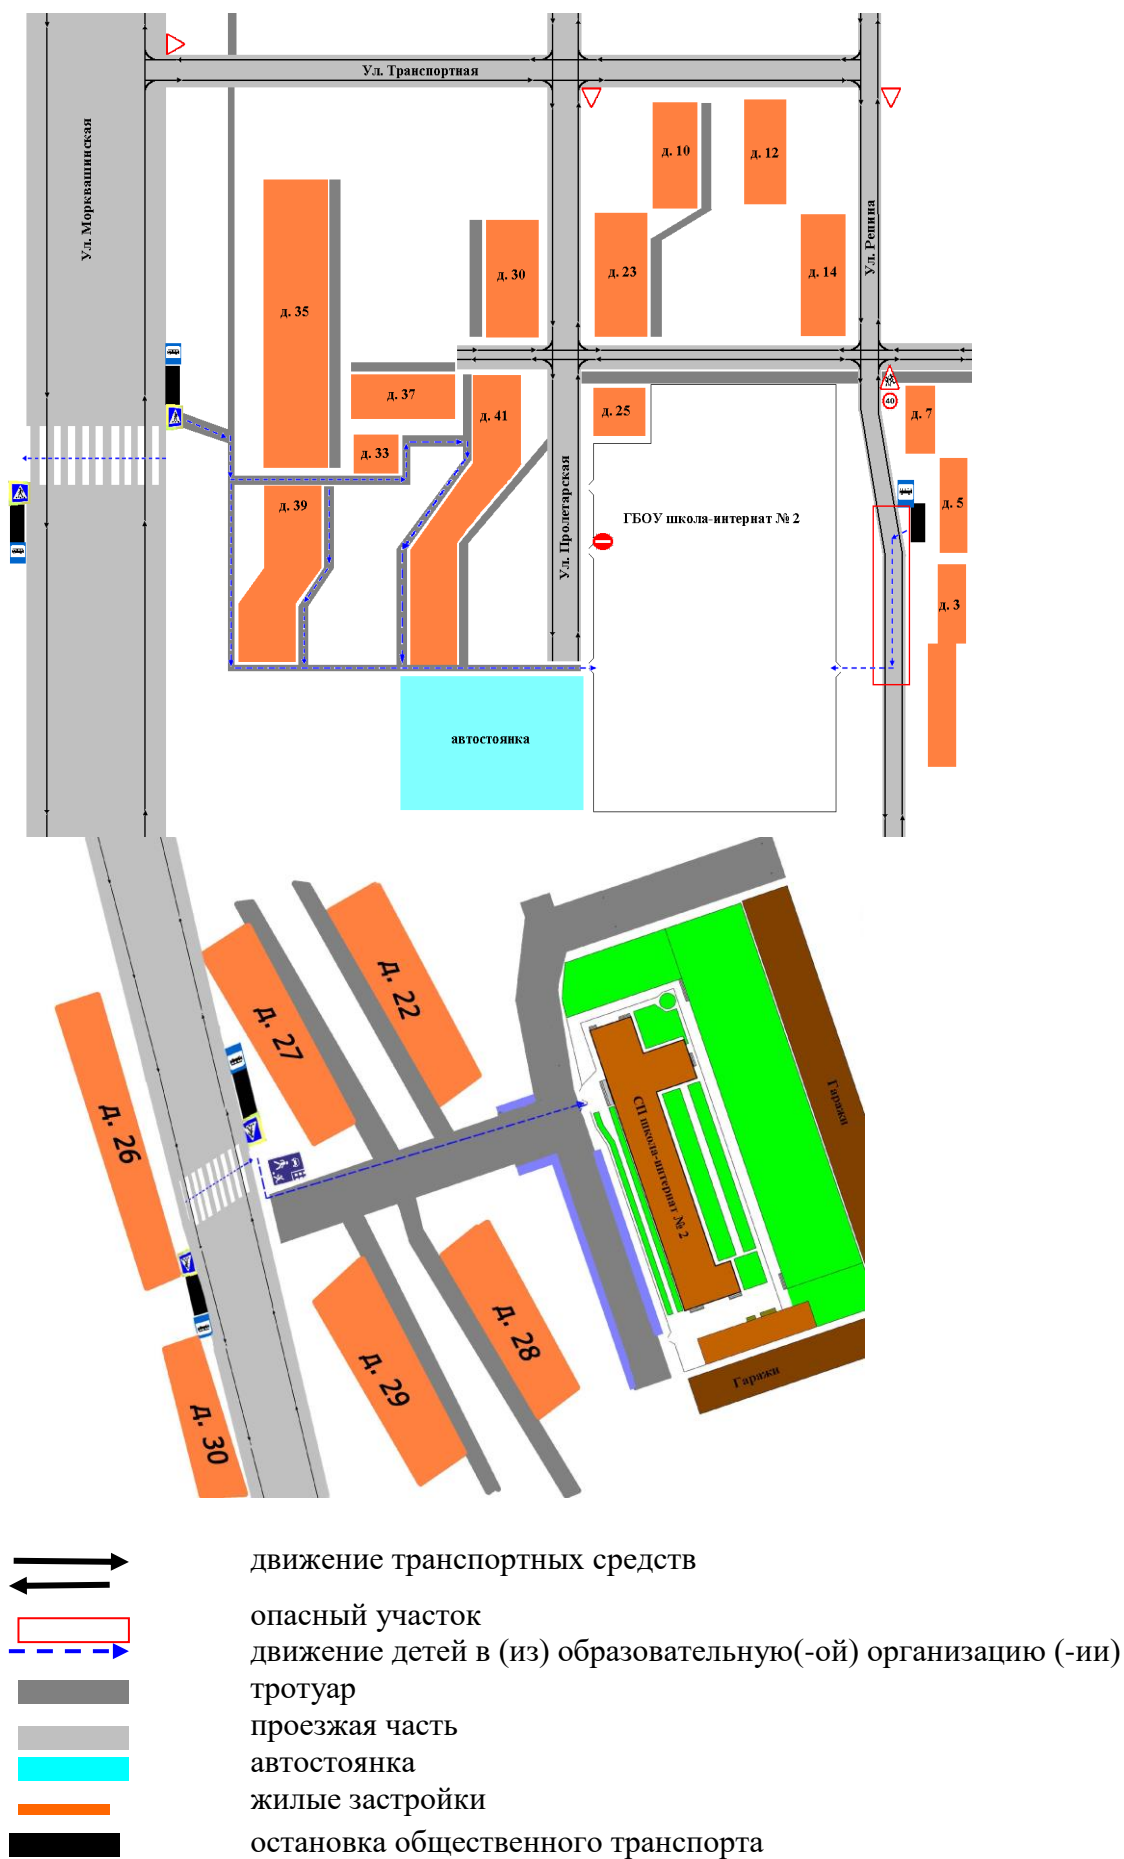 Ул. Транспортная
Ул. Морквашинская
д. 10
д. 12
д. 35
д. 30
д. 23
д. 14
Ул. Репина
д. 37
д. 41
д. 25
40
д. 7
д. 33
д. 39
Ул. Пролетарская
ГБОУ школа-интернат № 2
д. 5
д. 3
автостоянка
д. 22
д. 27
д. 26
СП школа-интернат № 2
Гаражи
д. 28
д. 29
д. 30
Гаражи
движение транспортных средств
опасный участок
движение детей в (из) образовательную(-ой) организацию (-ии)
тротуар
проезжая часть
автостоянка
жилые застройки
остановка общественного транспорта